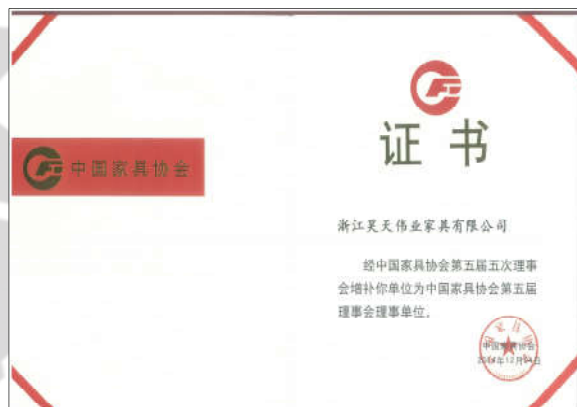 中国家具协会
证书
浙江昊天伟业家具有限公司
经中国家具协会第五届五次理事
会增补你单位为中国家具协会第五届
理事会理事单位。
中国家具协会